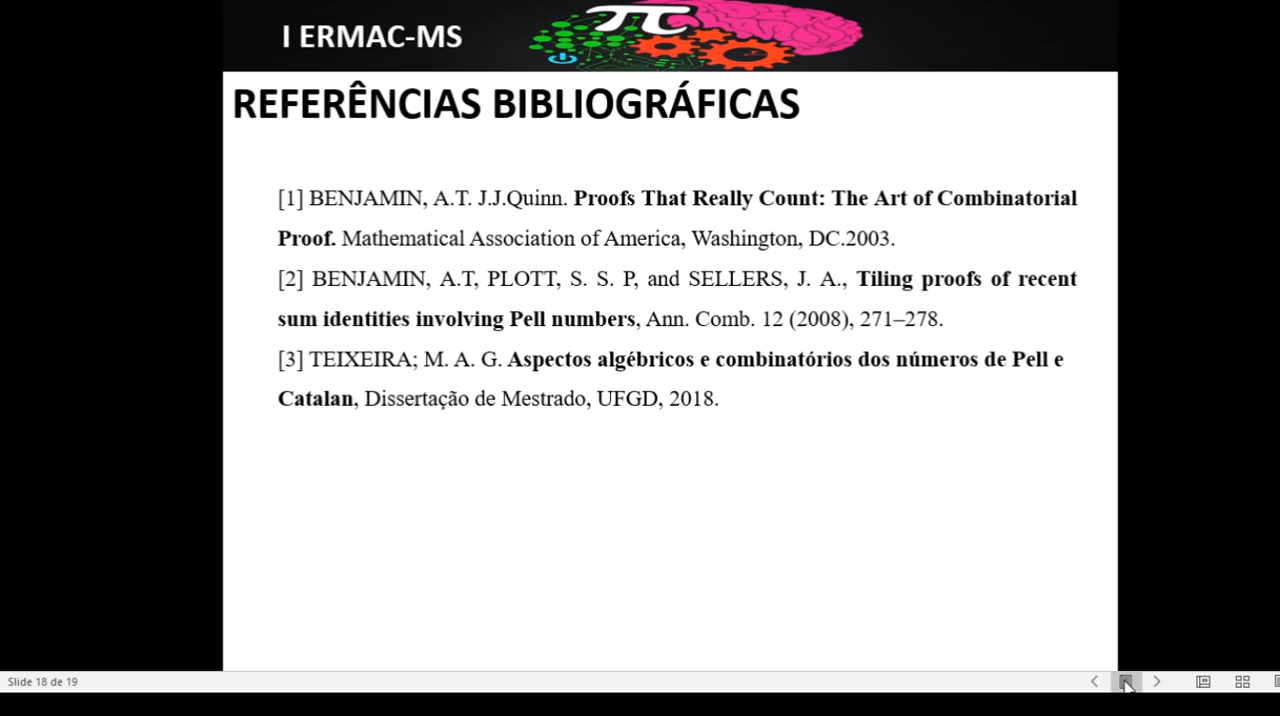 I ERMAC-MS
REFERÊNCIAS BIBLIOGRÁFICAS
[1] BENJAMIN, A.T. J.J.Quinn. Proofs That Really Count: The Art of Combinatorial
Proof. Mathematical Association of America, Washington, DC.2003.
[2] BENJAMIN, A.T, PLOTT, S. S. P, and SELLERS, J. A., Tiling proofs of recent
sum identities involving Pell numbers, Ann. Comb. 12 (2008), 271–278.
[3] TEIXEIRA; M. A. G. Aspectos algébricos e combinatórios dos números de Pell e
Catalan, Dissertação de Mestrado, UFGD, 2018.
Slide 18 de 19